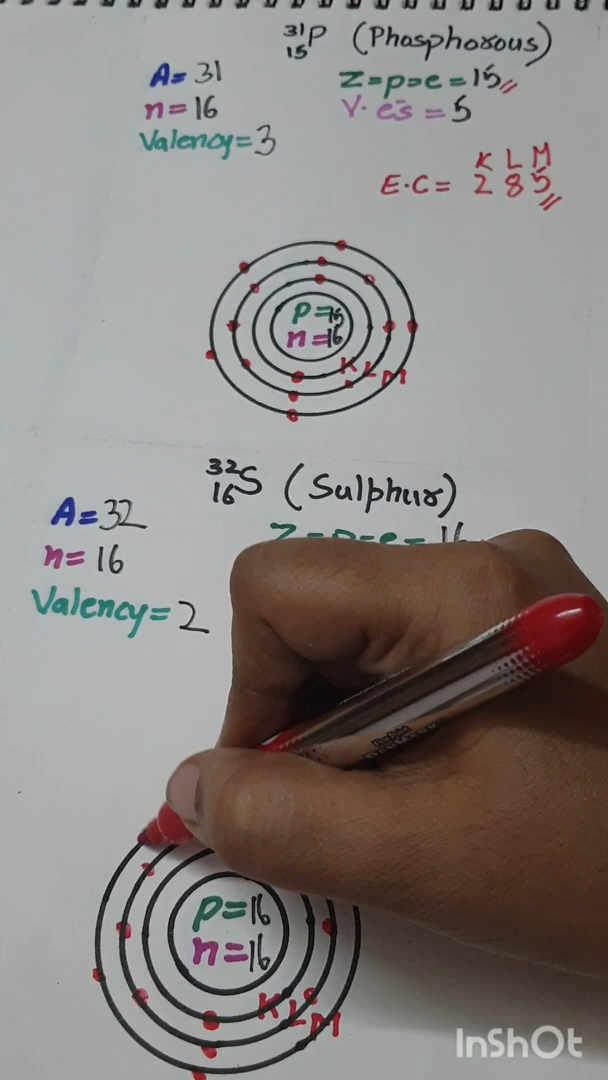 31
15P (Phosphorous)
A= 31
Z=p=e=15
n=16
V.es=5
Valency=3
K L M
E.C= 2 8 5
P=15
n=16
K L M
32
16S (Sulphur)
A=32
Z=p=e=16
n=16
Valency=2
P=16
n=16
K L M
InShOt